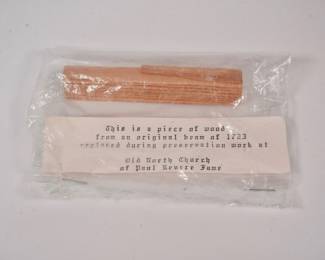 This is a piece of wood
from an original beam of 1723
replaced during preservation work at
Old North Church
of Paul Revere Fame